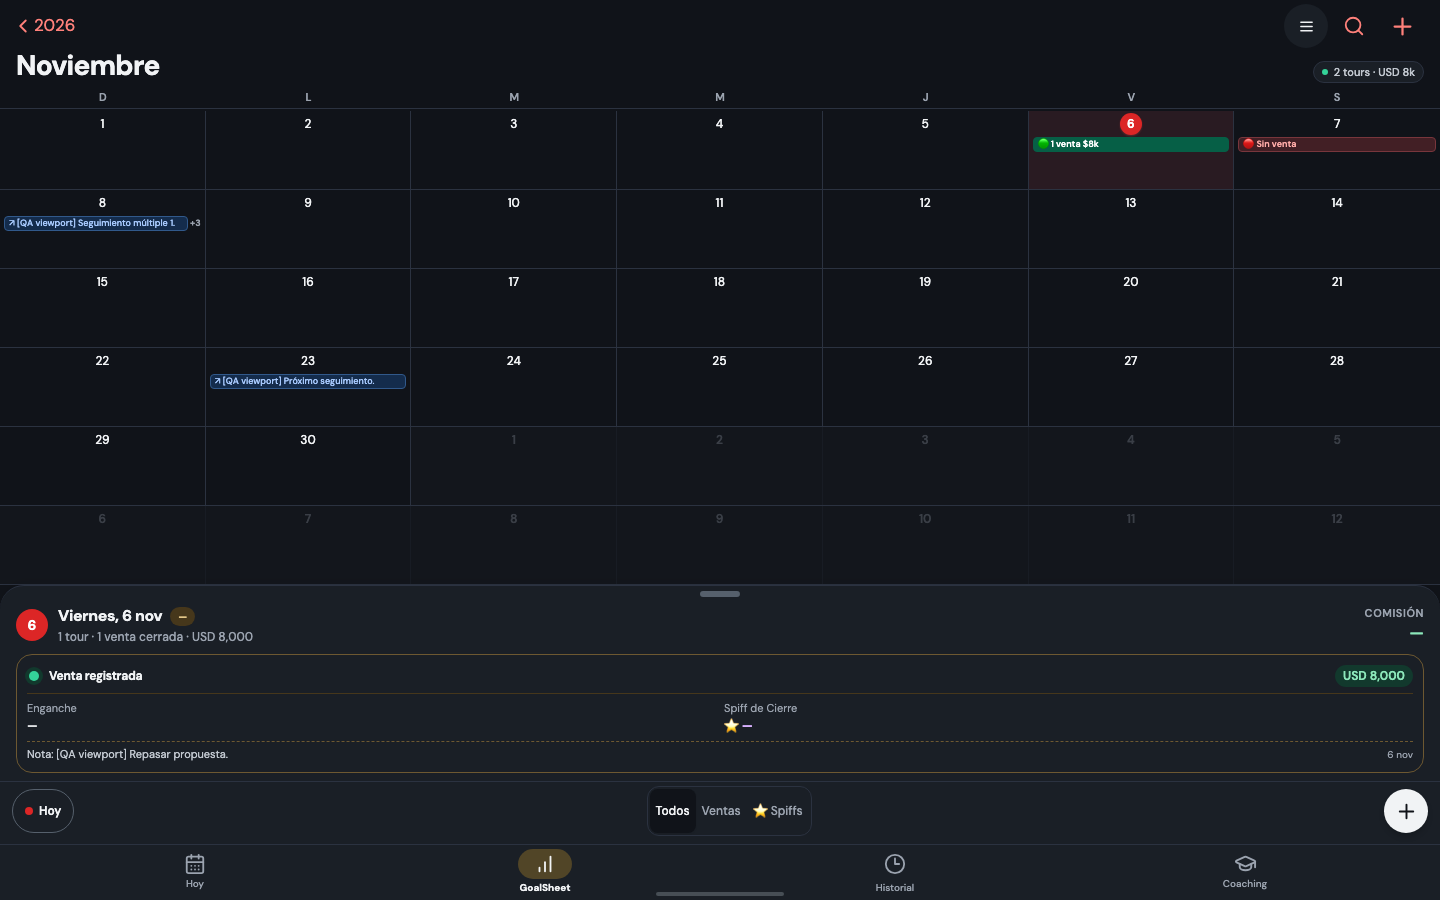 2026
Noviembre
2 tours · USD 8k
D L M M J V S
1 2 3 4 5 6 7
1 venta $8k
Sin venta
8 9 10 11 12 13 14
[QA viewport] Seguimiento múltiple 1. +3
15 16 17 18 19 20 21
22 23 24 25 26 27 28
[QA viewport] Próximo seguimiento.
29 30 1 2 3 4 5
6 7 8 9 10 11 12
6
Viernes, 6 nov –
1 tour · 1 venta cerrada · USD 8,000
COMISIÓN
—
Venta registrada
USD 8,000
Enganche
—
Spiff de Cierre
⭐ —
Nota: [QA viewport] Repasar propuesta.
6 nov
Hoy
Todos Ventas ⭐ Spiffs
Hoy
GoalSheet
Historial
Coaching